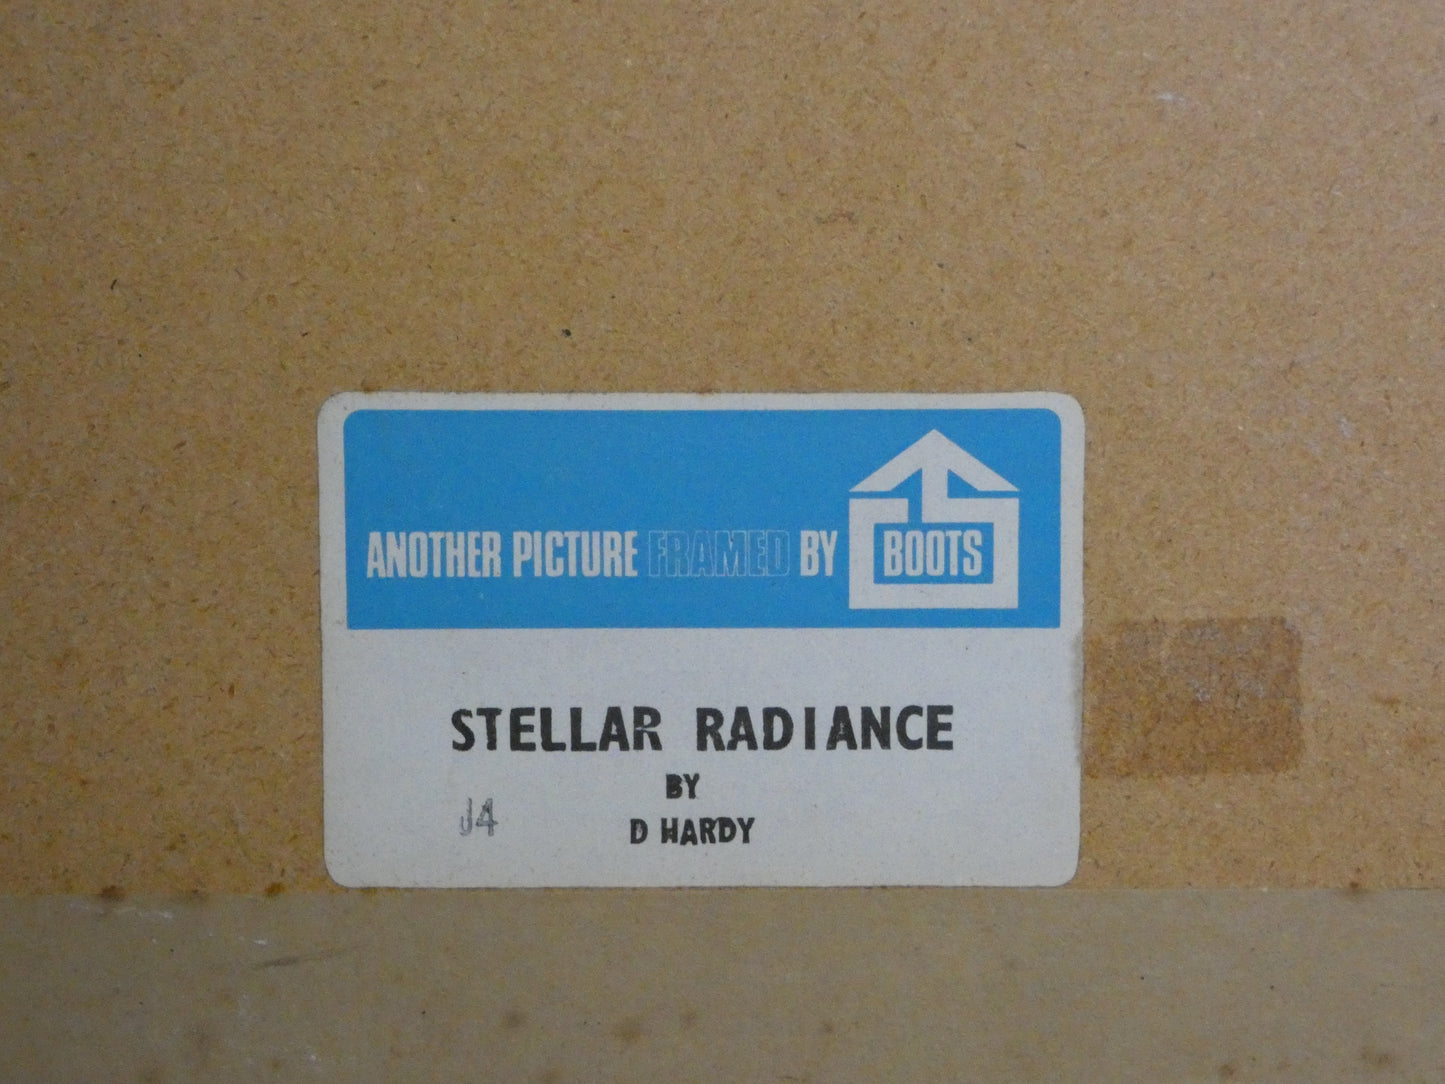 ANOTHER PICTURE FRAMED BY BOOTS
STELLAR RADIANCE
BY
D HARDY
J4